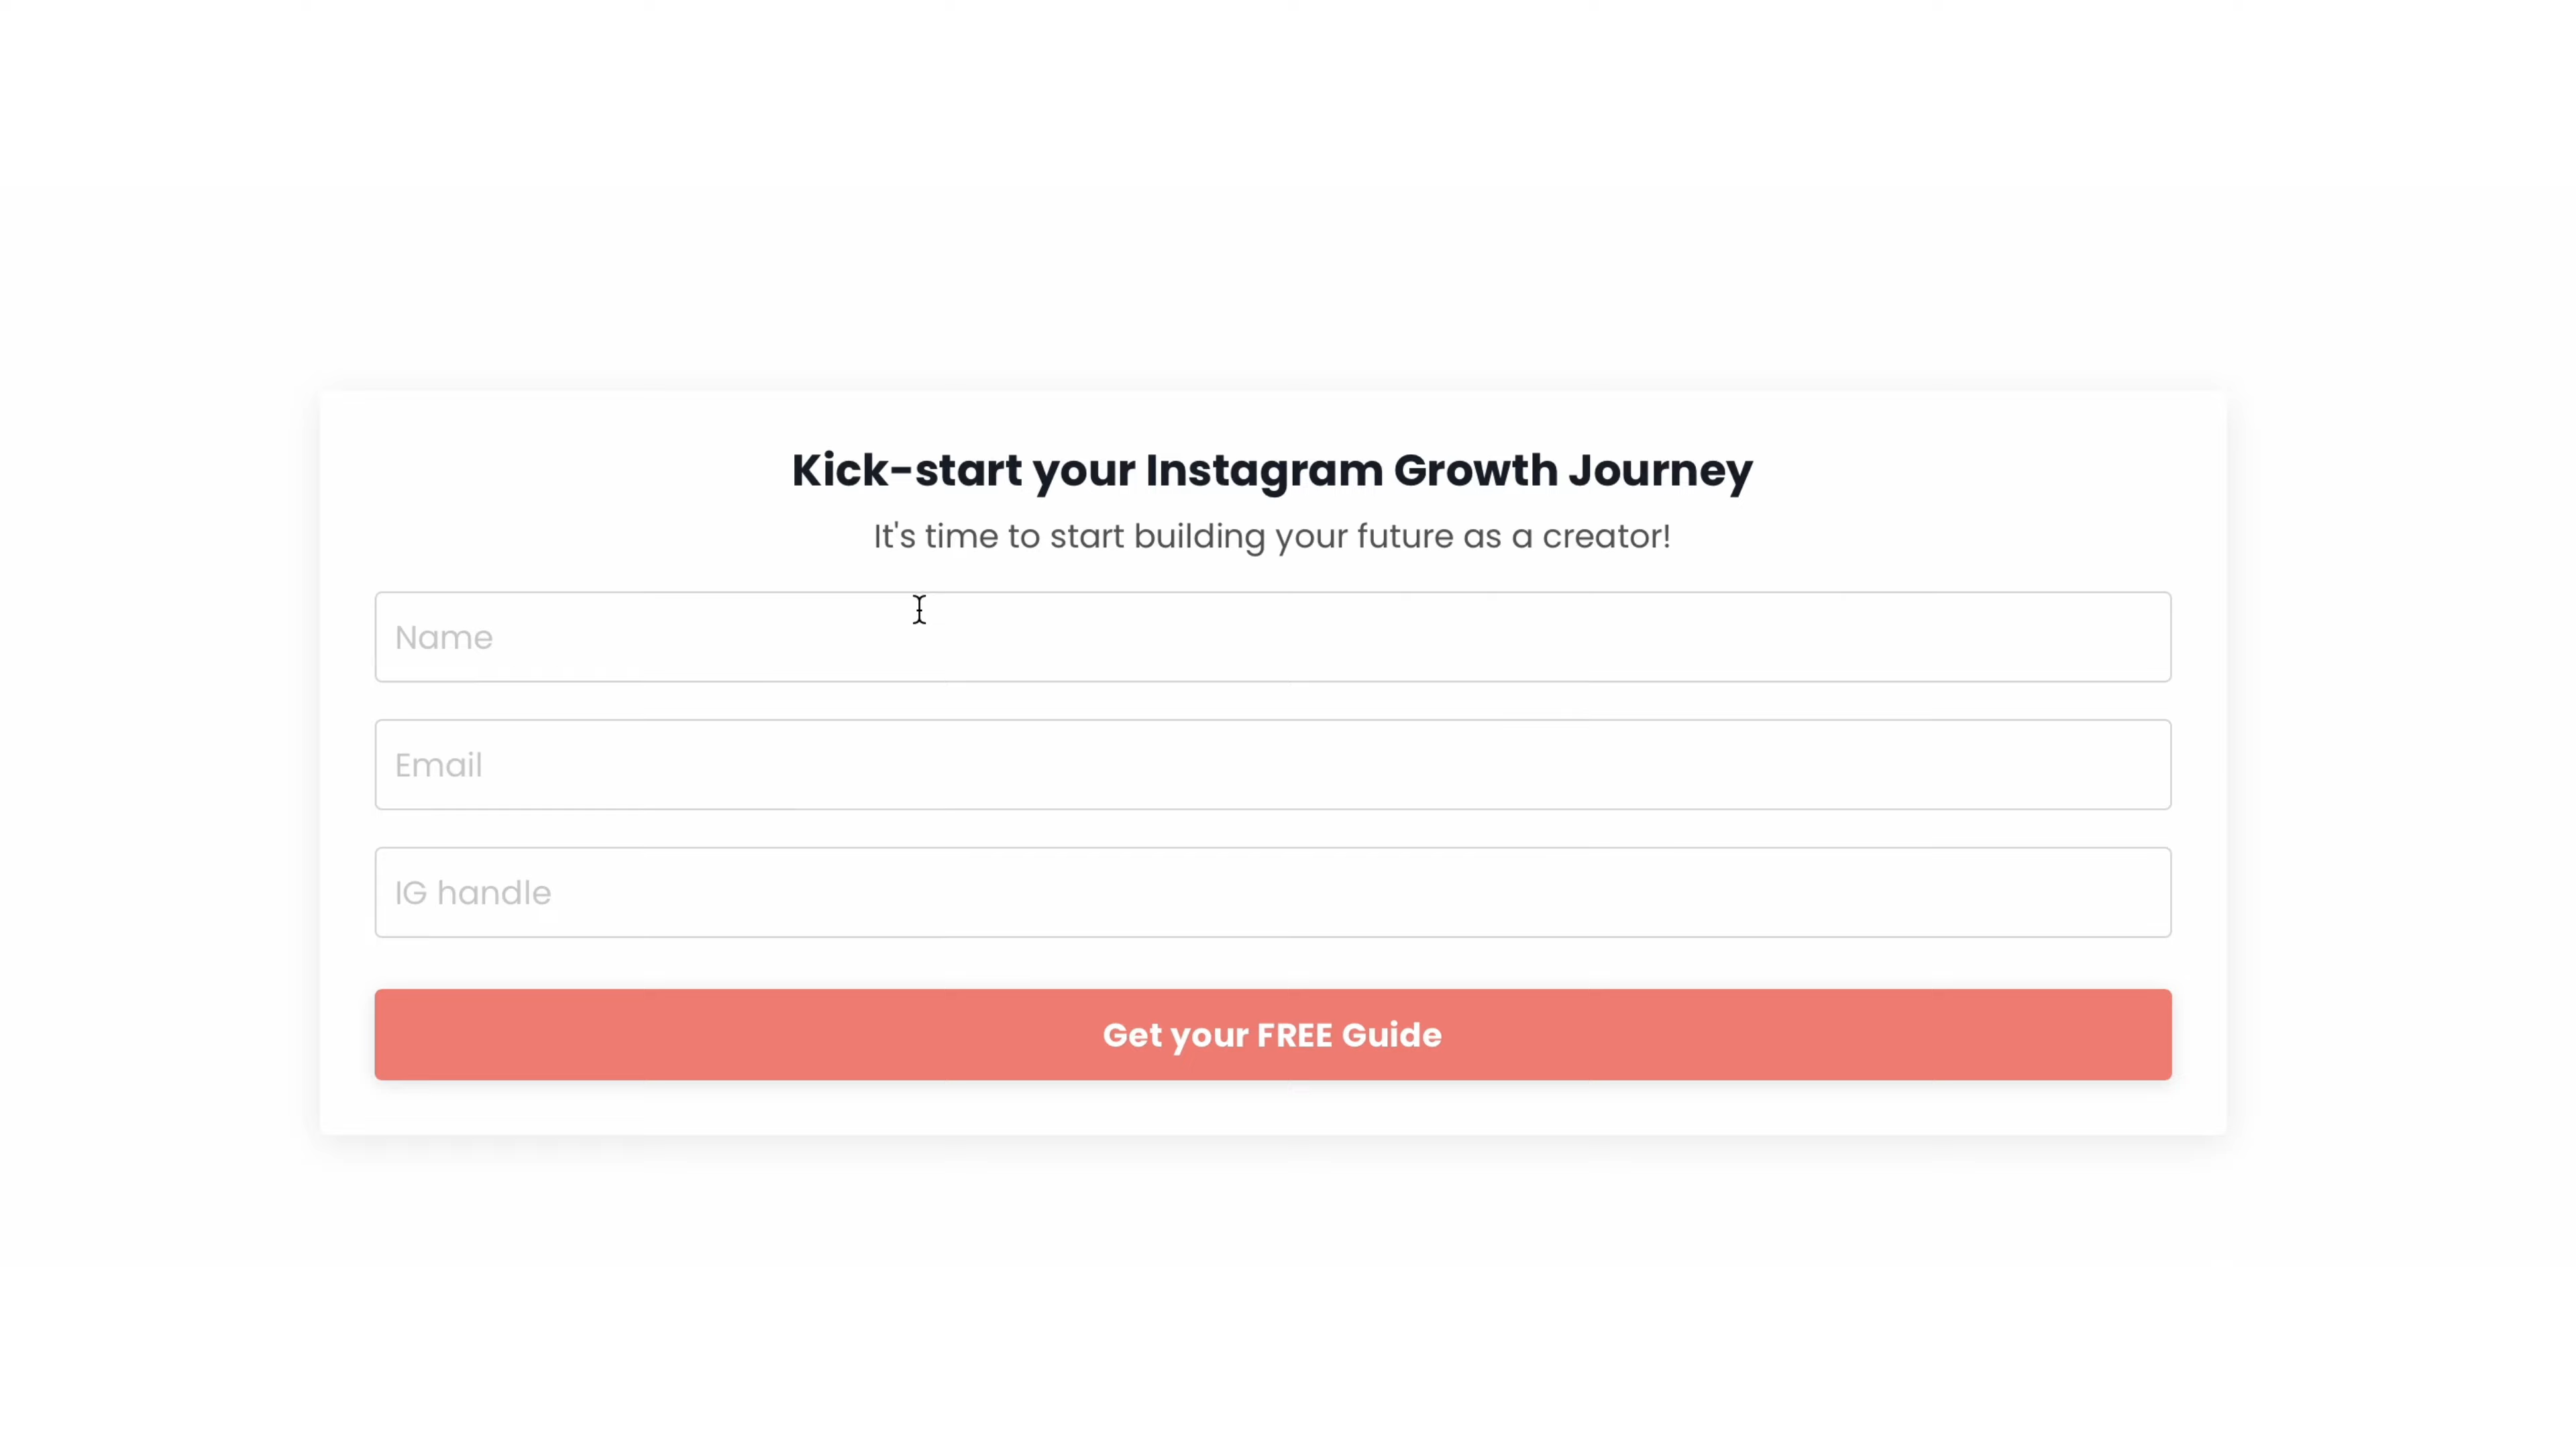 Kick-start your Instagram Growth Journey
It's time to start building your future as a creator!
Name
Email
IG handle
Get your FREE Guide